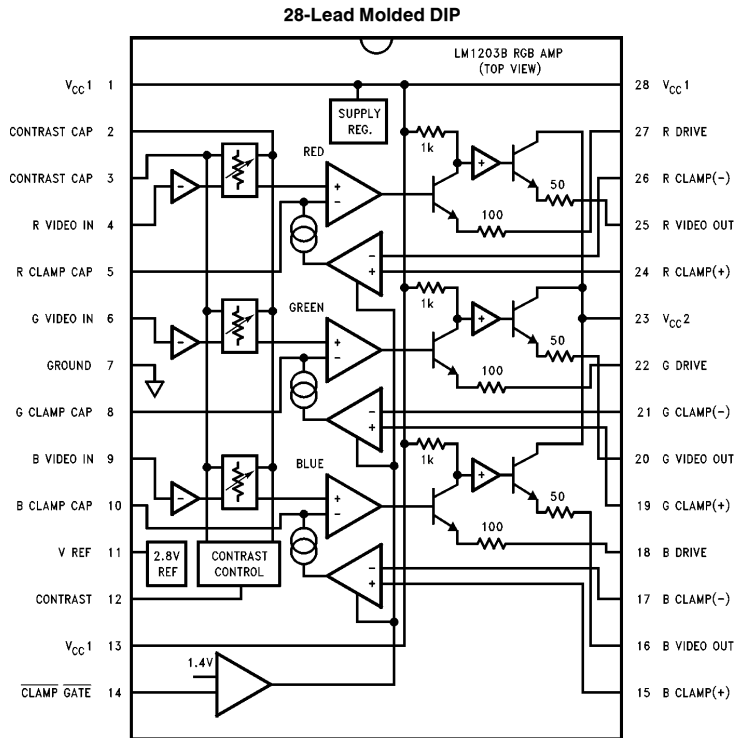 28-Lead Molded DIP
LM1203B RGB AMP
(TOP VIEW)
VCC1 1
CONTRAST CAP 2
CONTRAST CAP 3
R VIDEO IN 4
R CLAMP CAP 5
G VIDEO IN 6
GROUND 7
G CLAMP CAP 8
B VIDEO IN 9
B CLAMP CAP 10
V REF 11
CONTRAST 12
VCC1 13
CLAMP GATE 14
SUPPLY
REG.
RED
-
+
-
1k
+
50
100
-
+
GREEN
-
+
-
1k
+
50
100
-
+
BLUE
-
+
-
1k
+
50
100
-
+
2.8V
REF
CONTRAST
CONTROL
1.4V
28 VCC1
27 R DRIVE
26 R CLAMP(-)
25 R VIDEO OUT
24 R CLAMP(+)
23 VCC2
22 G DRIVE
21 G CLAMP(-)
20 G VIDEO OUT
19 G CLAMP(+)
18 B DRIVE
17 B CLAMP(-)
16 B VIDEO OUT
15 B CLAMP(+)